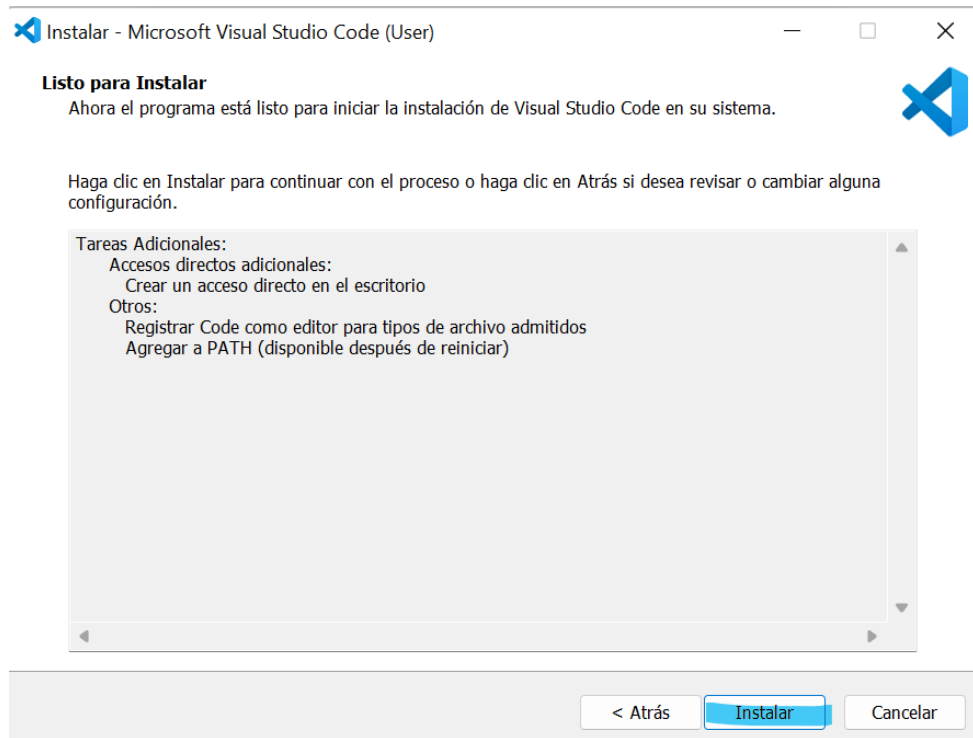 Instalar - Microsoft Visual Studio Code (User)
Listo para Instalar
Ahora el programa está listo para iniciar la instalación de Visual Studio Code en su sistema.
Haga clic en Instalar para continuar con el proceso o haga clic en Atrás si desea revisar o cambiar alguna
configuración.
Tareas Adicionales:
Accesos directos adicionales:
Crear un acceso directo en el escritorio
Otros:
Registrar Code como editor para tipos de archivo admitidos
Agregar a PATH (disponible después de reiniciar)
< Atrás Instalar Cancelar